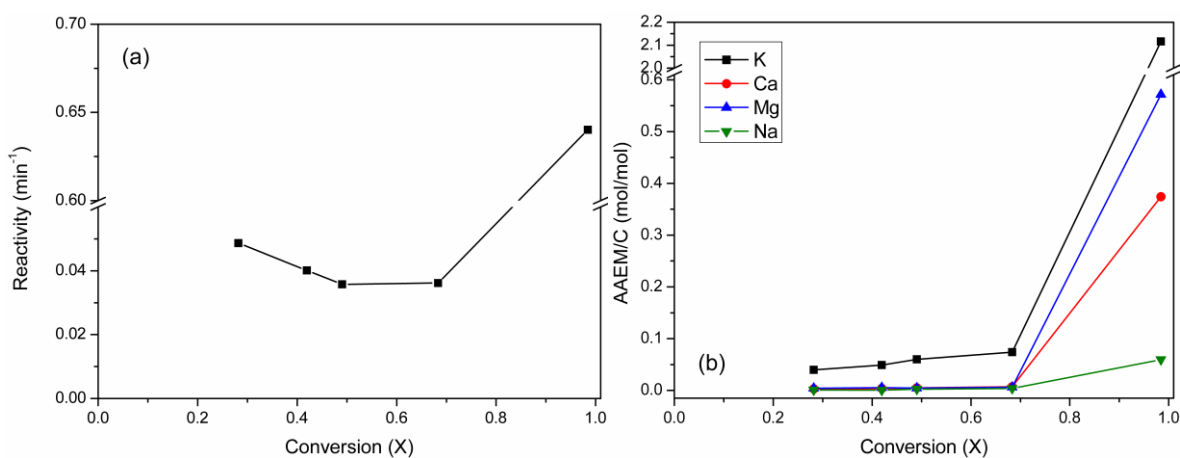 (a)
0.70
0.65
0.60
0.04
0.02
0.00
Reactivity (min⁻¹)
0.0 0.2 0.4 0.6 0.8 1.0
Conversion (X)
K
Ca
Mg
Na
2.2
2.1
2.0
0.6
0.5
0.4
0.3
0.2
0.1
0.0
AAEM/C (mol/mol)
(b)
0.0 0.2 0.4 0.6 0.8 1.0
Conversion (X)